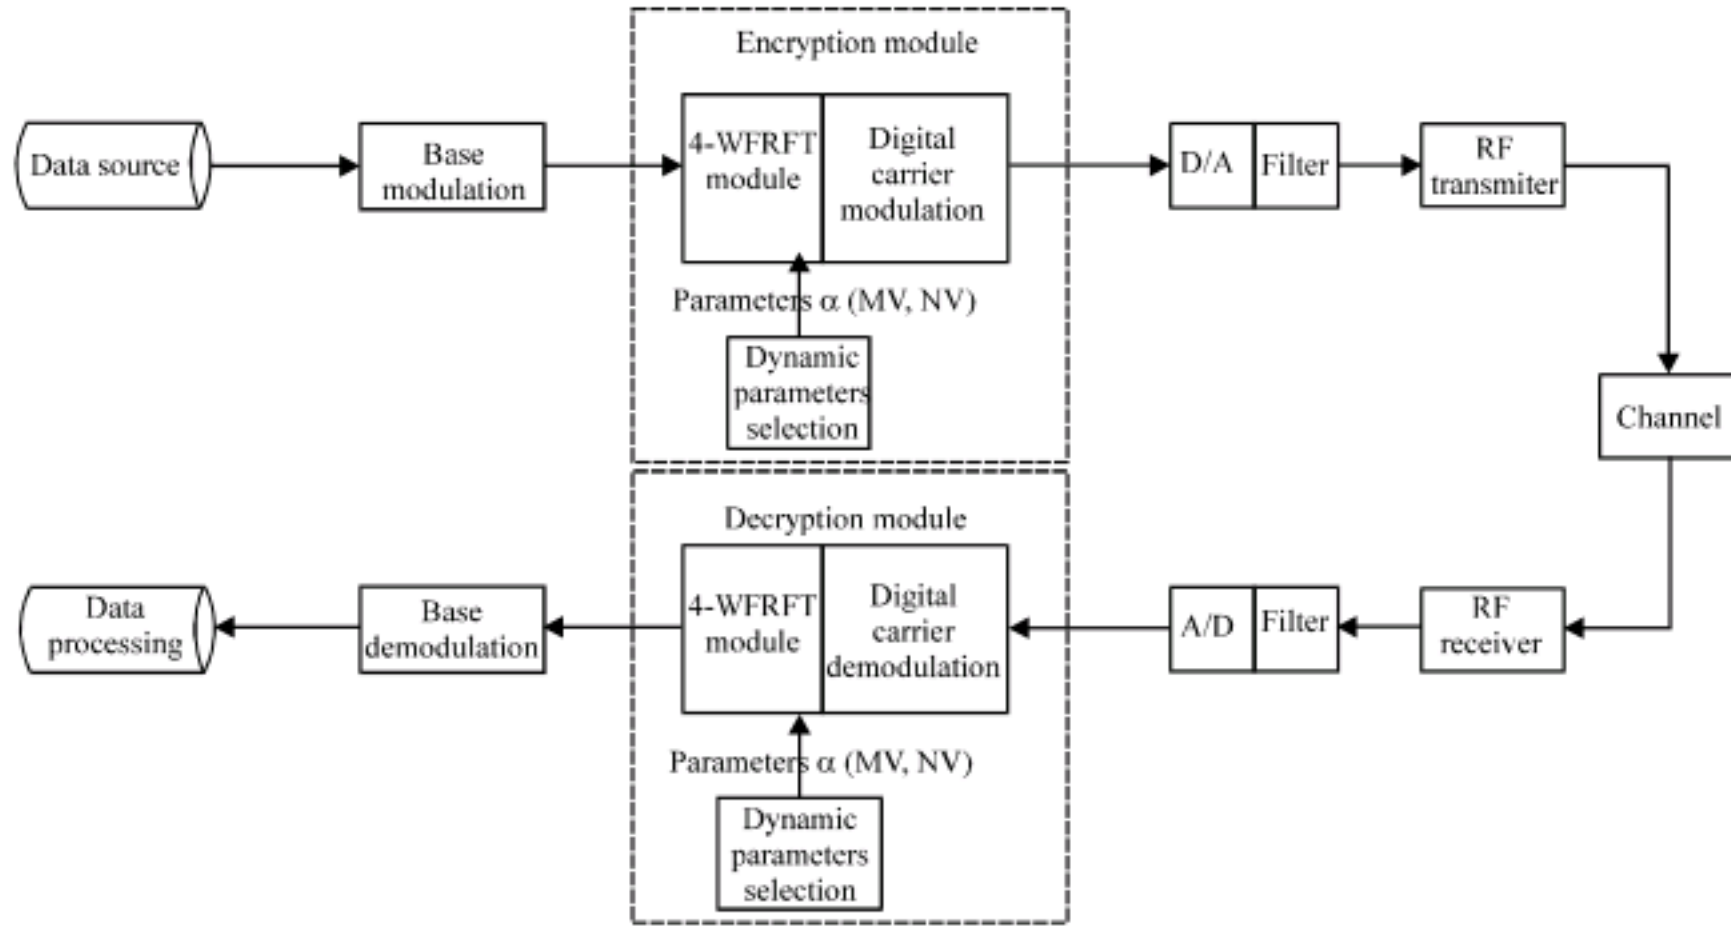 Encryption module
Data source
Base
modulation
4-WFRFT
module
Digital
carrier
modulation
D/A
Filter
RF
transmiter
Parameters α (MV, NV)
Dynamic
parameters
selection
Channel
Decryption module
Data
processing
Base
demodulation
4-WFRFT
module
Digital
carrier
demodulation
A/D
Filter
RF
receiver
Parameters α (MV, NV)
Dynamic
parameters
selection